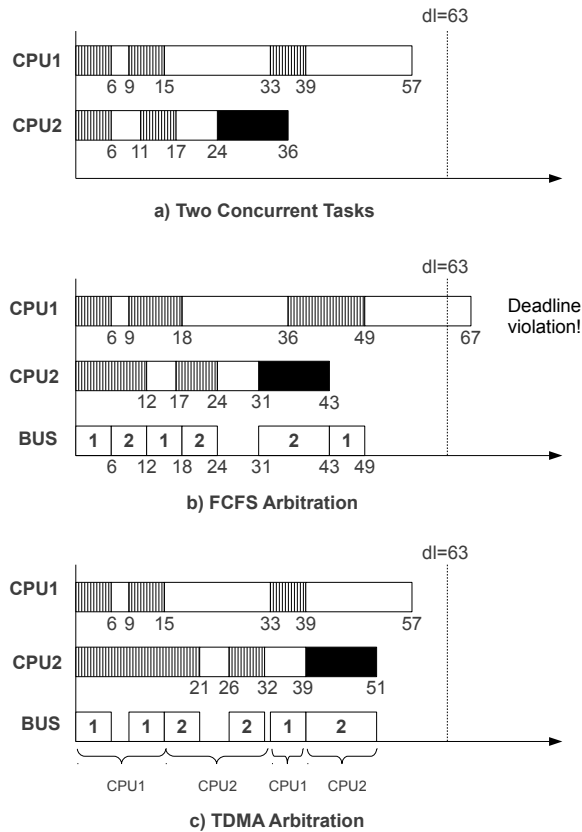 dl=63
CPU1
6 9 15 33 39 57
CPU2
6 11 17 24 36
a) Two Concurrent Tasks
dl=63
CPU1
Deadline violation!
6 9 18 36 49 67
CPU2
12 17 24 31 43
BUS 1 2 1 2 2 1
6 12 18 24 31 43 49
b) FCFS Arbitration
dl=63
CPU1
6 9 15 33 39 57
CPU2
21 26 32 39 51
BUS 1 1 2 2 1 2
CPU1 CPU2 CPU1 CPU2
c) TDMA Arbitration